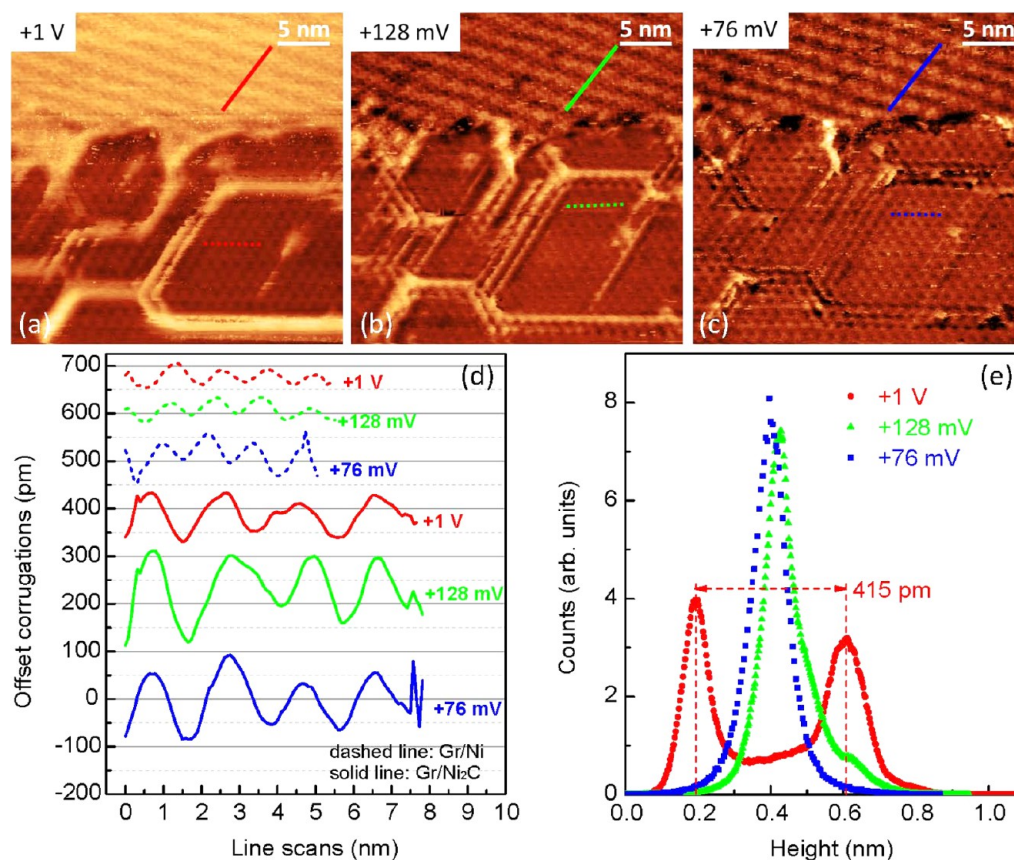 +1 V
5 nm
(a)
+128 mV
5 nm
(b)
+76 mV
5 nm
(c)
(d)
700
600
500
400
300
200
100
0
-100
-200
Offset corrugations (pm)
+1 V
+128 mV
+76 mV
+1 V
+128 mV
+76 mV
dashed line: Gr/Ni
solid line: Gr/Ni₂C
0 1 2 3 4 5 6 7 8 9 10
Line scans (nm)
(e)
8
6
4
2
0
Counts (arb. units)
+1 V
+128 mV
+76 mV
415 pm
0.0 0.2 0.4 0.6 0.8 1.0
Height (nm)